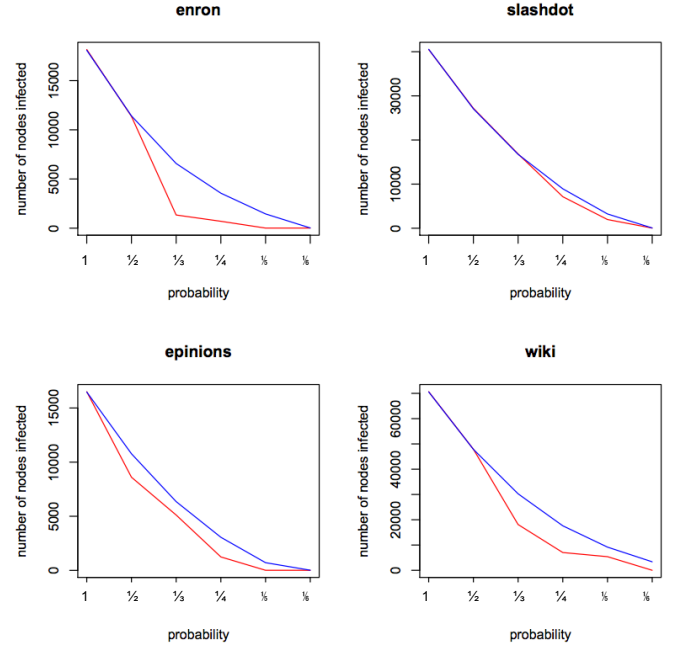 enron
number of nodes infected
15000
10000
5000
0
1 ½ ⅓ ¼ ⅕ ⅙
probability
slashdot
number of nodes infected
30000
10000
0
1 ½ ⅓ ¼ ⅕ ⅙
probability
epinions
number of nodes infected
15000
10000
5000
0
1 ½ ⅓ ¼ ⅕ ⅙
probability
wiki
number of nodes infected
60000
40000
20000
0
1 ½ ⅓ ¼ ⅕ ⅙
probability